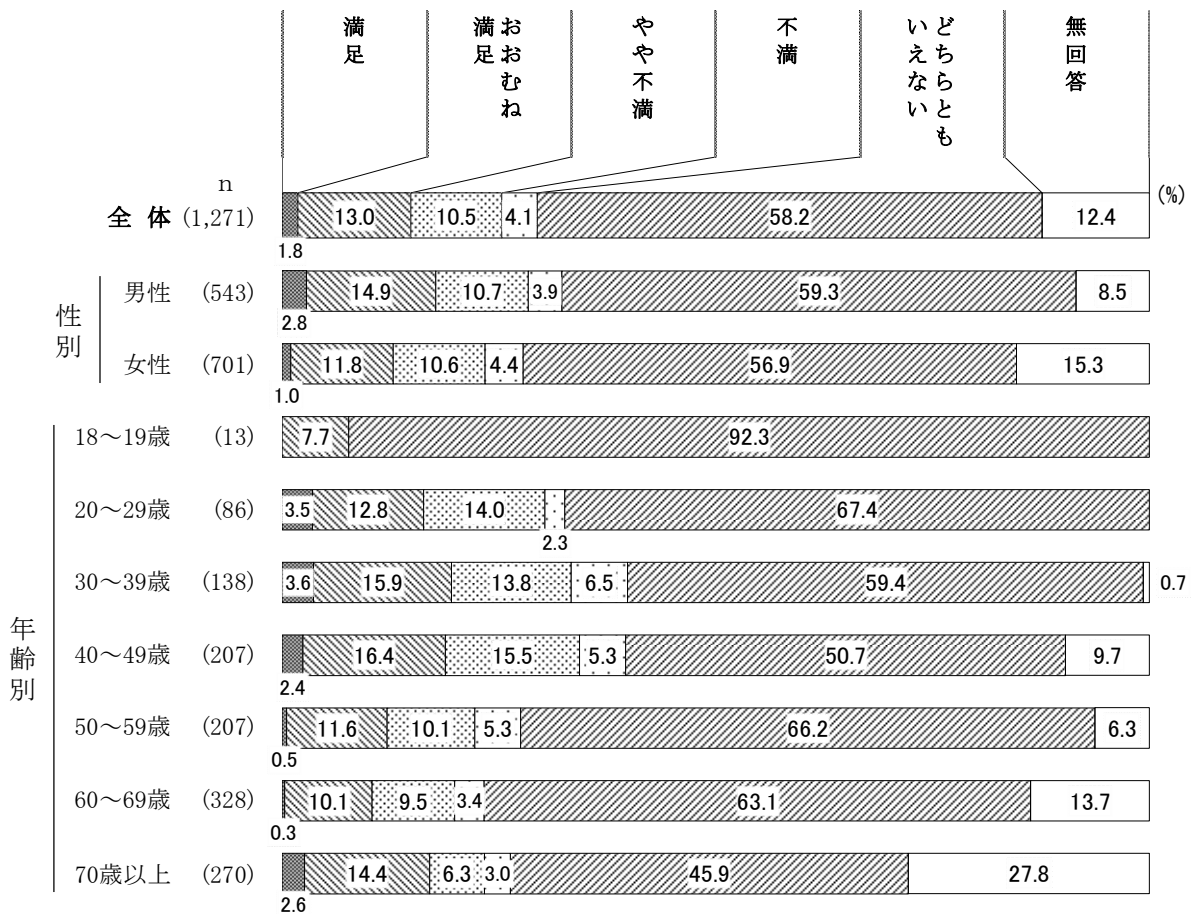 満足
おおむね
満足
やや不満
不満
どちらとも
いえない
無回答
n
(%)
全 体 (1,271) 13.0 10.5 4.1 58.2 12.4
1.8
性別
男性 (543) 14.9 10.7 3.9 59.3 8.5
2.8
女性 (701) 11.8 10.6 4.4 56.9 15.3
1.0
年齢別
18～19歳 (13) 7.7 92.3
20～29歳 (86) 3.5 12.8 14.0 67.4
2.3
30～39歳 (138) 3.6 15.9 13.8 6.5 59.4 0.7
40～49歳 (207) 16.4 15.5 5.3 50.7 9.7
2.4
50～59歳 (207) 11.6 10.1 5.3 66.2 6.3
0.5
60～69歳 (328) 10.1 9.5 3.4 63.1 13.7
0.3
70歳以上 (270) 14.4 6.3 3.0 45.9 27.8
2.6